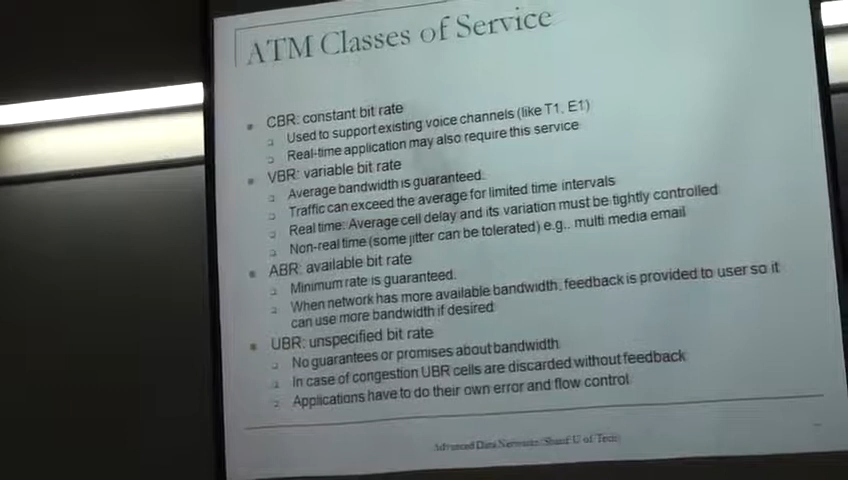 ATM Classes of Service
CBR: constant bit rate
Used to support existing voice channels (like T1, E1)
Real-time application may also require this service
VBR: variable bit rate
Average bandwidth is guaranteed.
Traffic can exceed the average for limited time intervals
Real time: Average cell delay and its variation must be tightly controlled
Non-real time (some jitter can be tolerated) e.g., multi media email
ABR: available bit rate
Minimum rate is guaranteed.
When network has more available bandwidth, feedback is provided to user so it
can use more bandwidth if desired
UBR: unspecified bit rate
No guarantees or promises about bandwidth
In case of congestion UBR cells are discarded without feedback
Applications have to do their own error and flow control
Advanced Data Networks (Sharif U of Tech)